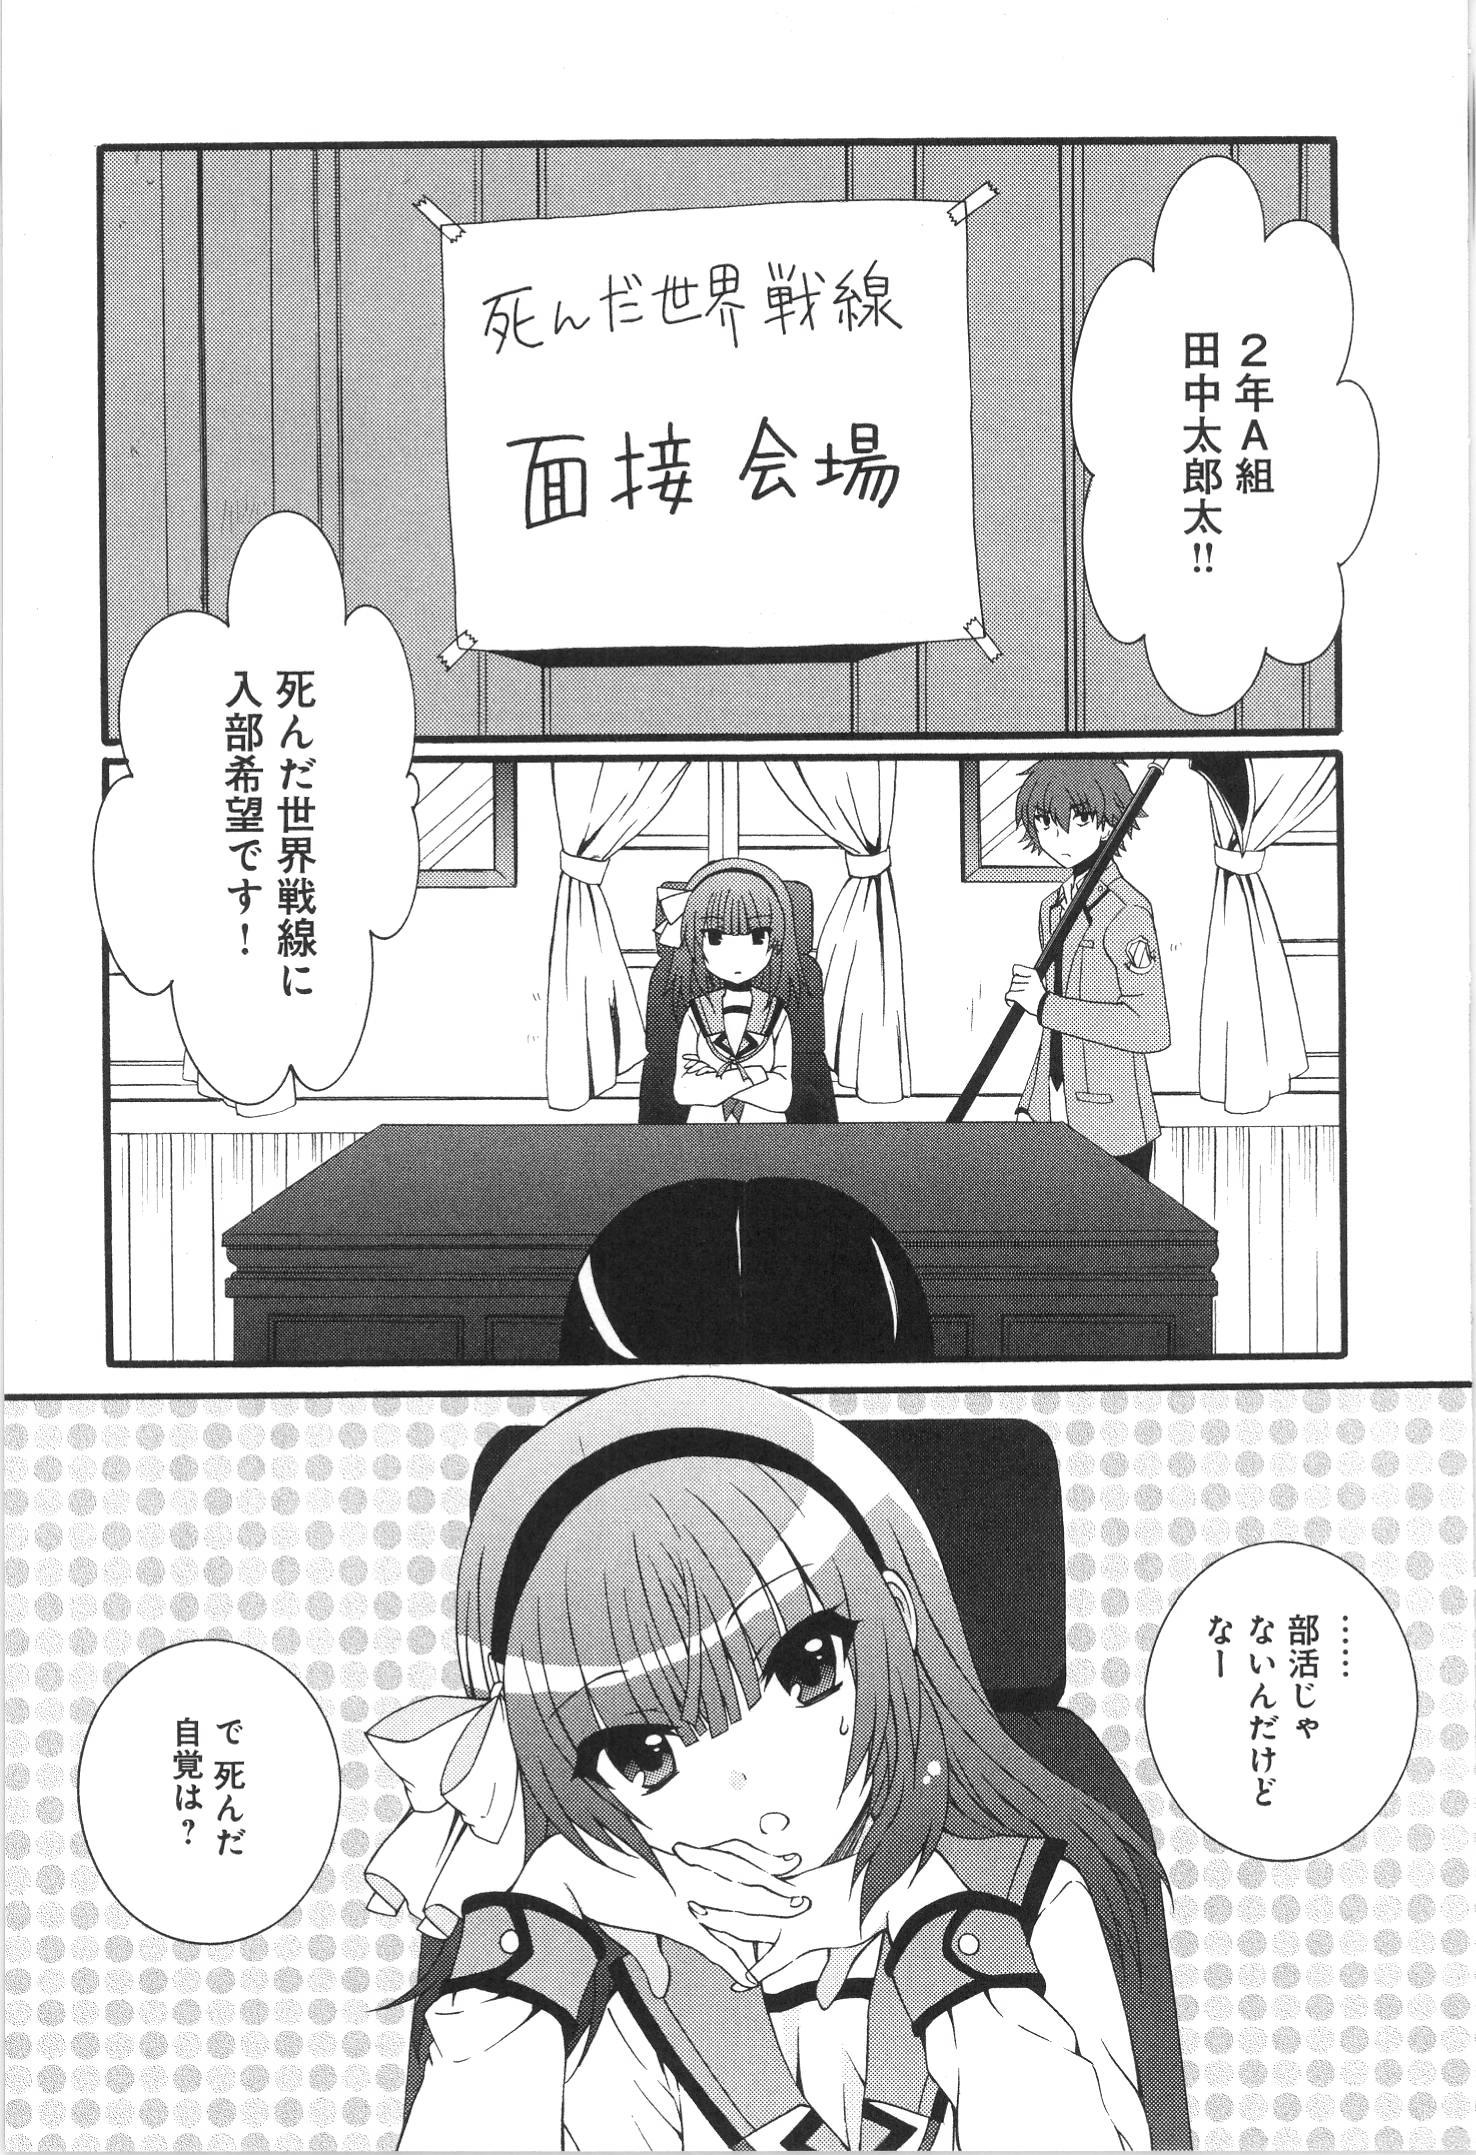 2年A組
田中太郎太!!
死んだ世界戦線
面接会場
死んだ世界戦線に
入部希望です!
……
部活じゃ
ないんだけど
なー
で 死んだ
自覚は?